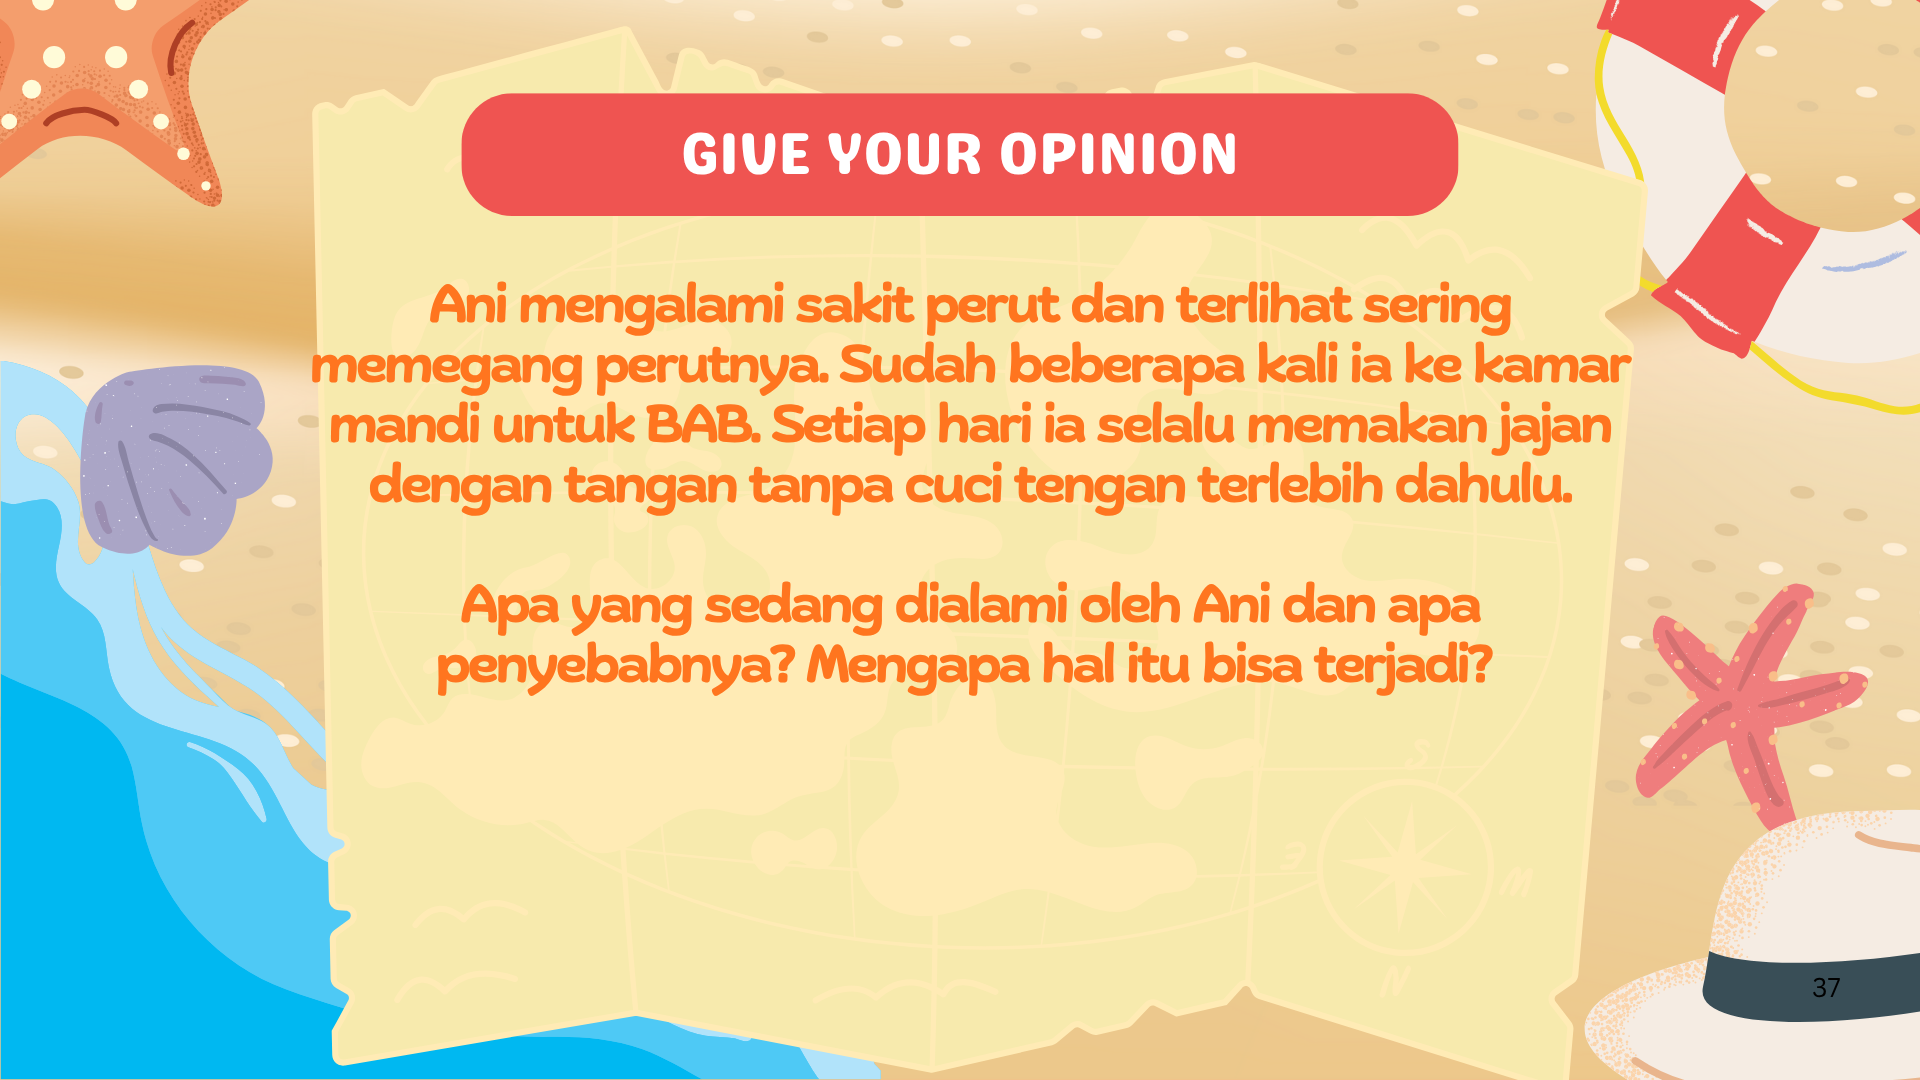 GIVE YOUR OPINION
Ani mengalami sakit perut dan terlihat sering
memegang perutnya. Sudah beberapa kali ia ke kamar
mandi untuk BAB. Setiap hari ia selalu memakan jajan
dengan tangan tanpa cuci tengan terlebih dahulu.
Apa yang sedang dialami oleh Ani dan apa
penyebabnya? Mengapa hal itu bisa terjadi?
S
3
M
N
37